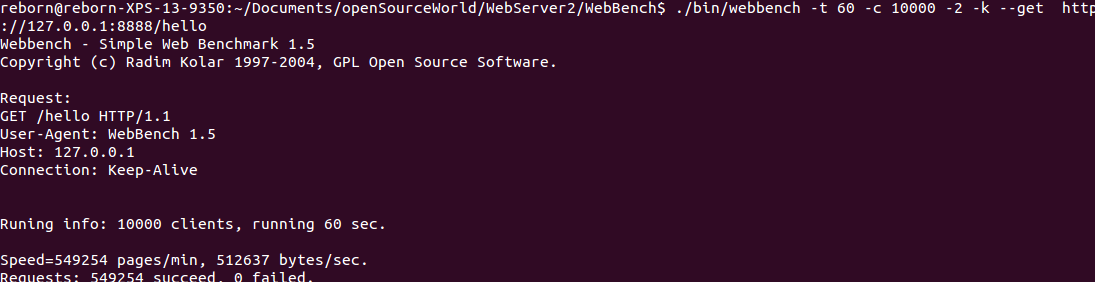 reborn@reborn-XPS-13-9350:~/Documents/openSourceWorld/WebServer2/WebBench$ ./bin/webbench -t 60 -c 10000 -2 -k --get  http
://127.0.0.1:8888/hello
Webbench - Simple Web Benchmark 1.5
Copyright (c) Radim Kolar 1997-2004, GPL Open Source Software.

Request:
GET /hello HTTP/1.1
User-Agent: WebBench 1.5
Host: 127.0.0.1
Connection: Keep-Alive


Runing info: 10000 clients, running 60 sec.

Speed=549254 pages/min, 512637 bytes/sec.
Requests: 549254 succeed, 0 failed.